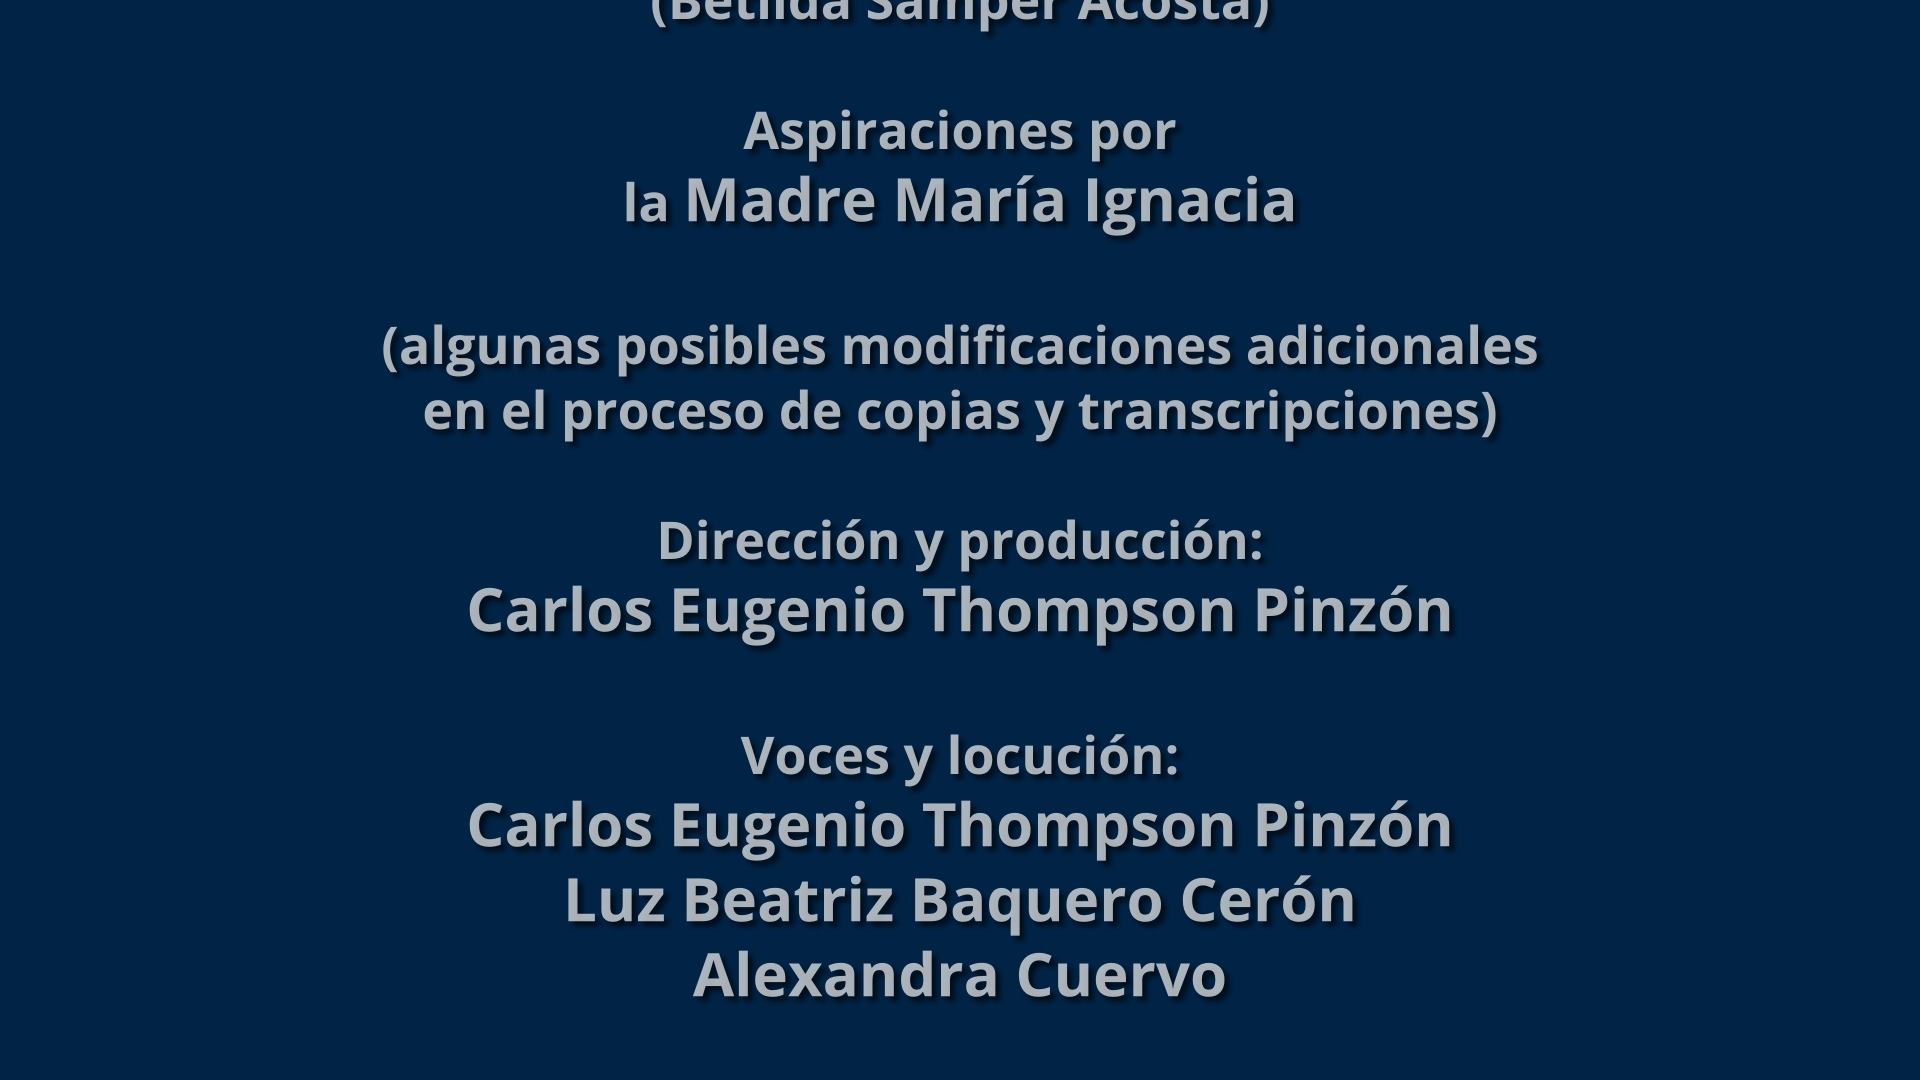 (Betilda Samper Acosta)
Aspiraciones por
la Madre María Ignacia
(algunas posibles modificaciones adicionales
en el proceso de copias y transcripciones)
Dirección y producción:
Carlos Eugenio Thompson Pinzón
Voces y locución:
Carlos Eugenio Thompson Pinzón
Luz Beatriz Baquero Cerón
Alexandra Cuervo